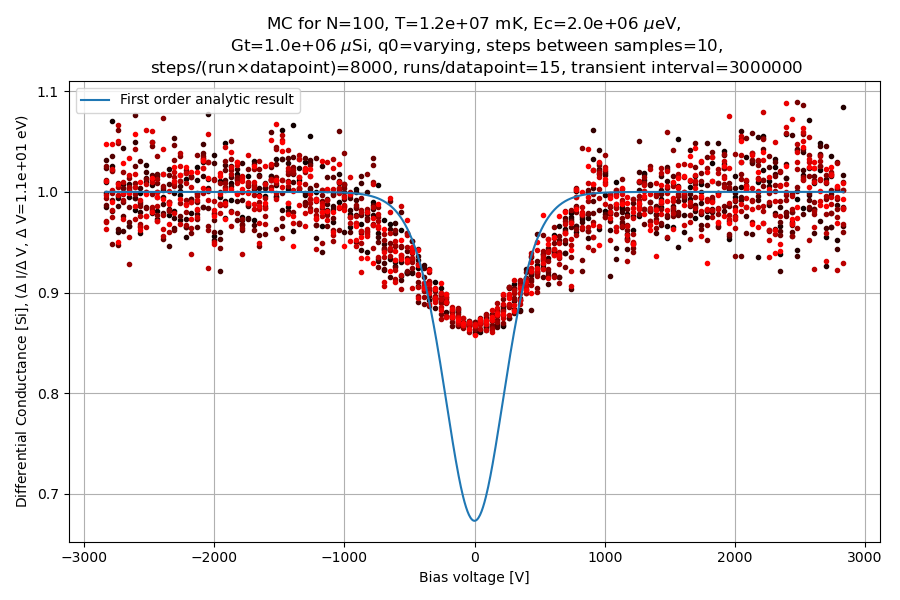 MC for N=100, T=1.2e+07 mK, Ec=2.0e+06 μeV,
Gt=1.0e+06 μSi, q0=varying, steps between samples=10,
steps/(run×datapoint)=8000, runs/datapoint=15, transient interval=3000000
First order analytic result
1.1
1.0
0.9
0.8
0.7
Differential Conductance [Si], (Δ I/Δ V, Δ V=1.1e+01 eV)
−3000
−2000
−1000
0
1000
2000
3000
Bias voltage [V]